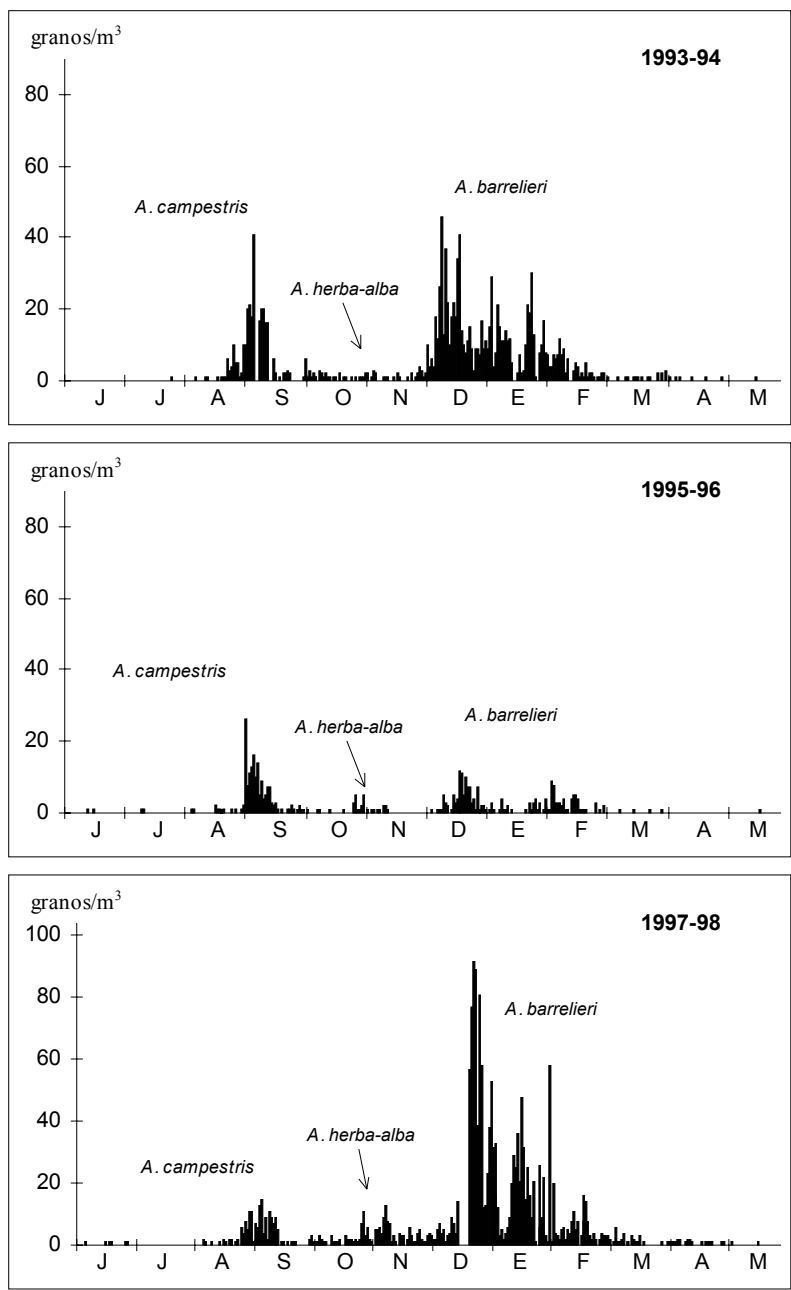 granos/m³
1993-94
80
60
A. barrelieri
A. campestris
40
A. herba-alba
20
0
J J A S O N D E F M A M
granos/m³
1995-96
80
60
40
A. campestris
A. barrelieri
A. herba-alba
20
0
J J A S O N D E F M A M
granos/m³
1997-98
100
80
A. barrelieri
60
40
A. herba-alba
A. campestris
20
0
J J A S O N D E F M A M